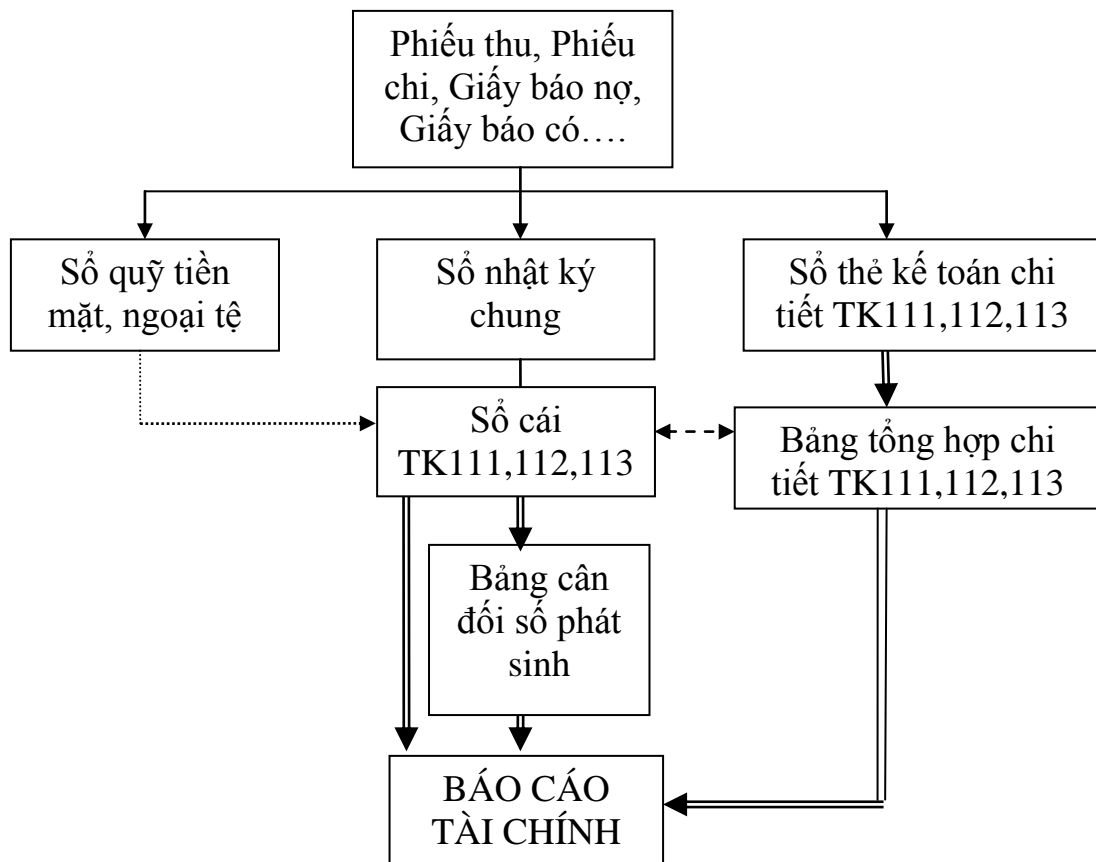 Phiếu thu, Phiếu
chi, Giấy báo nợ,
Giấy báo có….
Sổ quỹ tiền
mặt, ngoại tệ
Sổ nhật ký
chung
Sổ thẻ kế toán chi
tiết TK111,112,113
Sổ cái
TK111,112,113
Bảng tổng hợp chi
tiết TK111,112,113
Bảng cân
đối số phát
sinh
BÁO CÁO
TÀI CHÍNH